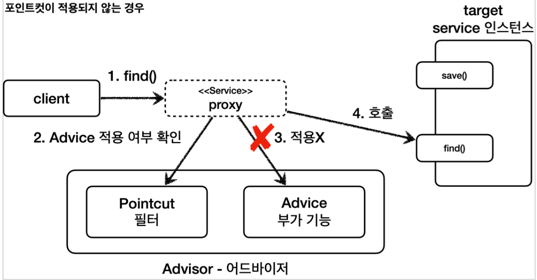 포인트컷이 적용되지 않는 경우
target
service 인스턴스
1. find()
<<Service>>
proxy
client
save()
4. 호출
2. Advice 적용 여부 확인
3. 적용X
find()
Pointcut
필터
Advice
부가 기능
Advisor - 어드바이저